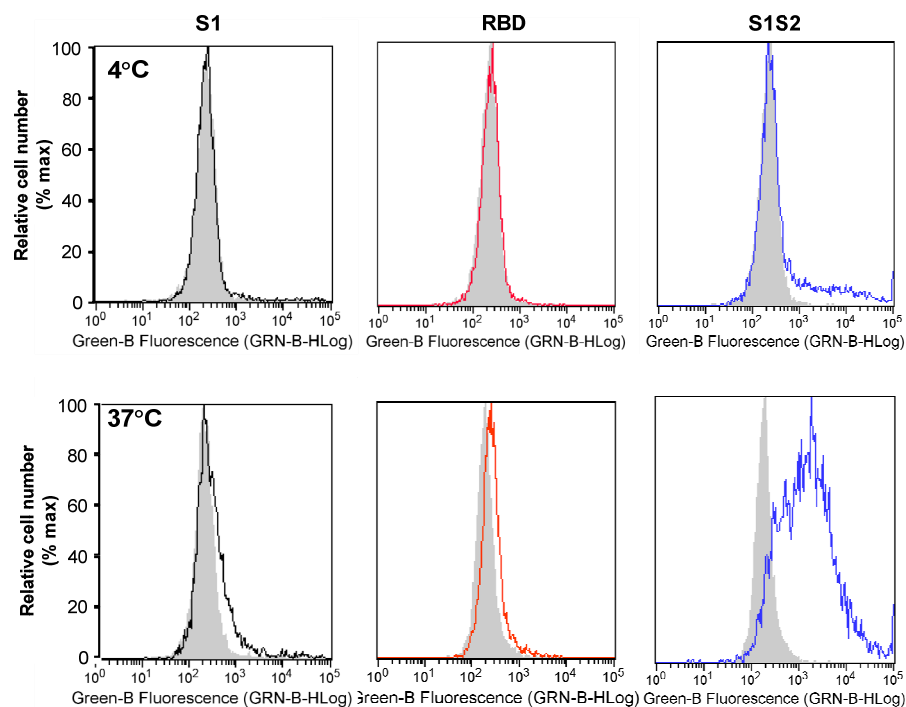 S1 RBD S1S2
4°C
Relative cell number
(% max)
100
80
60
40
20
0
10⁰ 10¹ 10² 10³ 10⁴ 10⁵ 10⁰ 10¹ 10² 10³ 10⁴ 10⁵ 10⁰ 10¹ 10² 10³ 10⁴ 10⁵
Green-B Fluorescence (GRN-B-HLog) Green-B Fluorescence (GRN-B-HLog) Green-B Fluorescence (GRN-B-HLog)
37°C
Relative cell number
(% max)
100
80
60
40
20
0
10⁰ 10¹ 10² 10³ 10⁴ 10⁵ 10⁰ 10¹ 10² 10³ 10⁴ 10⁵ 10⁰ 10¹ 10² 10³ 10⁴ 10⁵
Green-B Fluorescence (GRN-B-HLog) Green-B Fluorescence (GRN-B-HLog) Green-B Fluorescence (GRN-B-HLog)